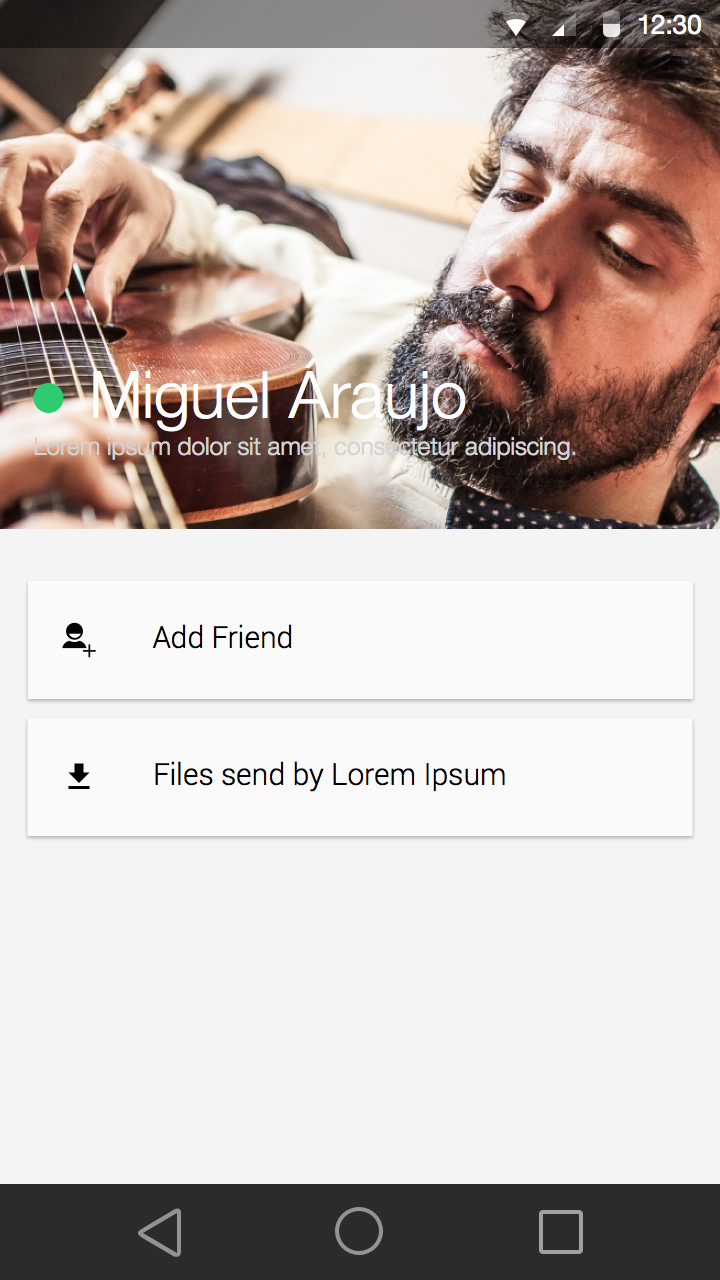 12:30
Miguel Áraujo
Lorem ipsum dolor sit amet, consectetur adipiscing.
Add Friend
Files send by Lorem Ipsum